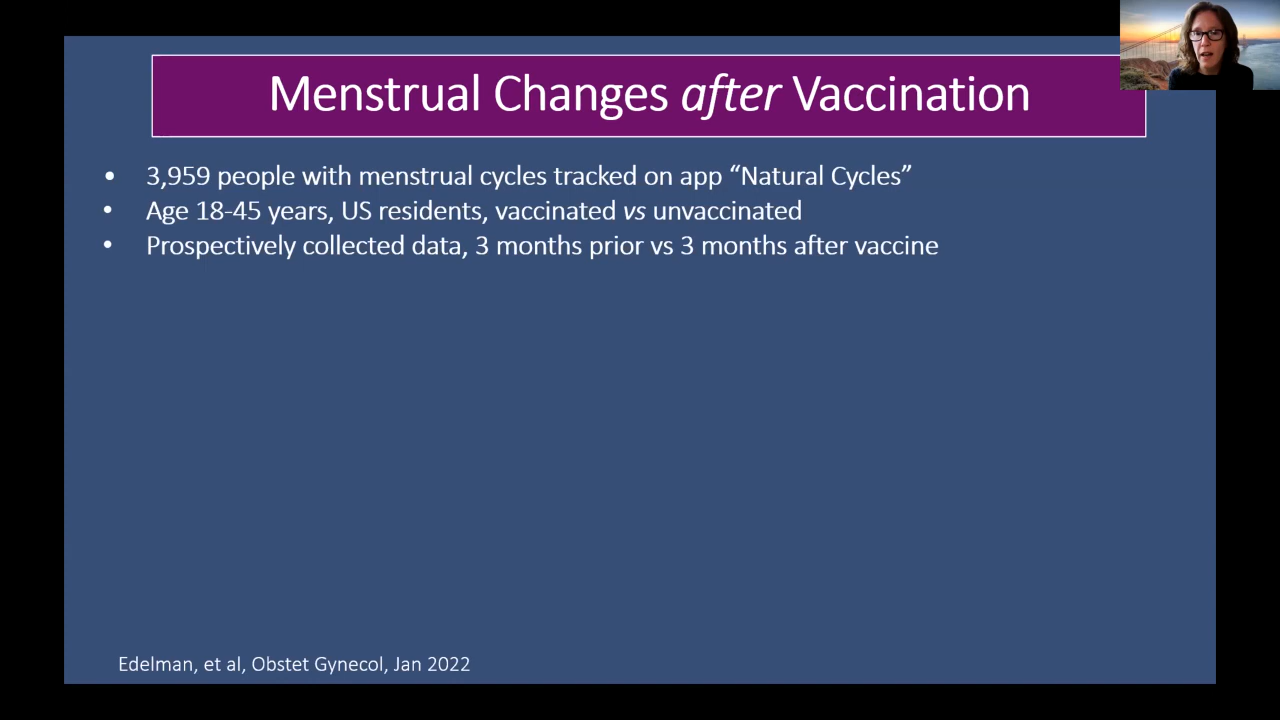 Menstrual Changes after Vaccination
• 3,959 people with menstrual cycles tracked on app “Natural Cycles”
• Age 18-45 years, US residents, vaccinated vs unvaccinated
• Prospectively collected data, 3 months prior vs 3 months after vaccine
Edelman, et al, Obstet Gynecol, Jan 2022